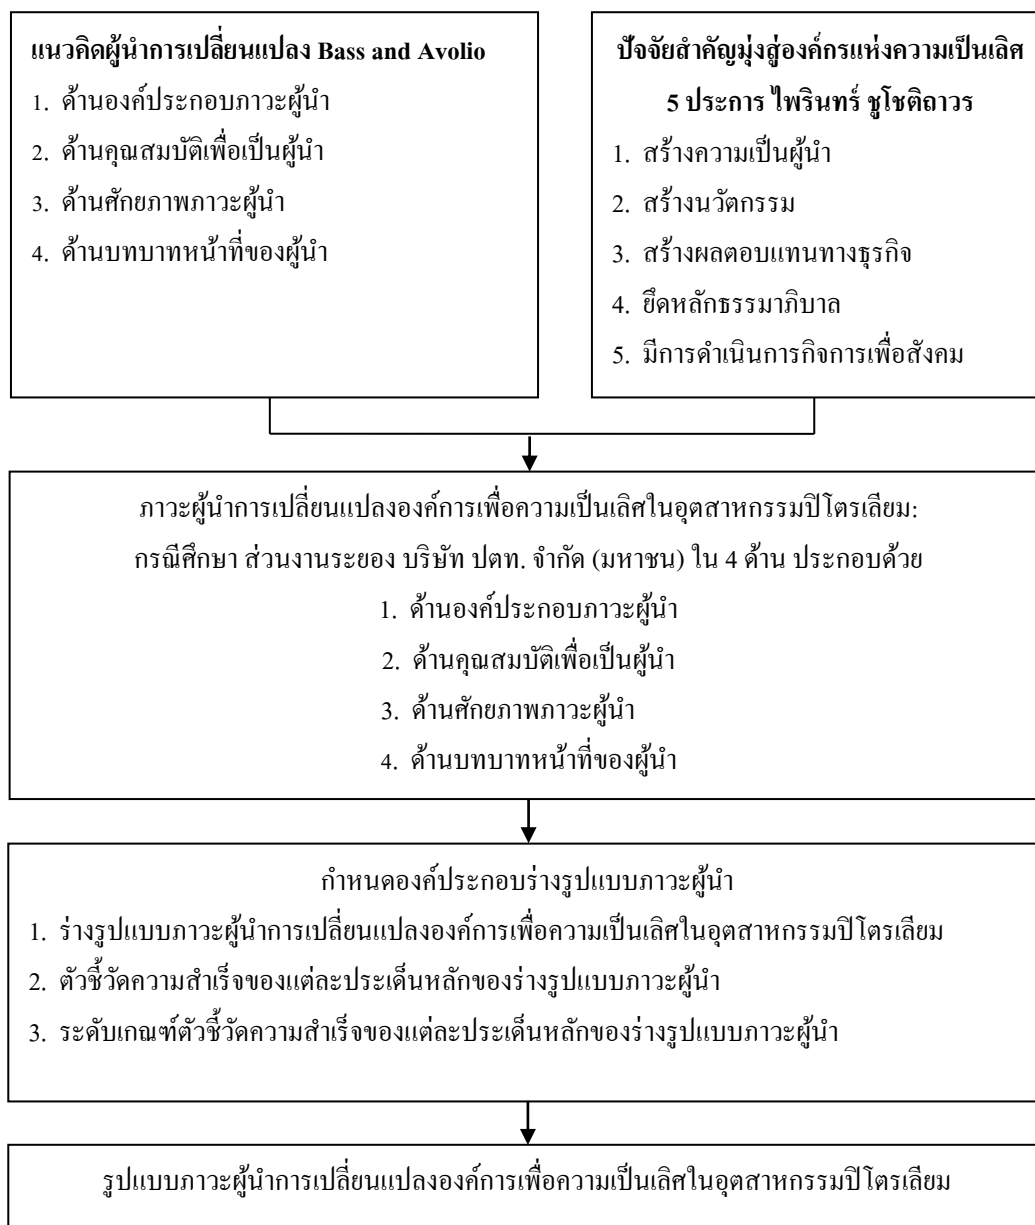 แนวคิดผู้นำการเปลี่ยนแปลง Bass and Avolio
1. ด้านองค์ประกอบภาวะผู้นำ
2. ด้านคุณสมบัติเพื่อเป็นผู้นำ
3. ด้านศักยภาพภาวะผู้นำ
4. ด้านบทบาทหน้าที่ของผู้นำ
ปัจจัยสำคัญมุ่งสู่องค์กรแห่งความเป็นเลิศ
5 ประการ ไพรินทร์ ชูโชติถาวร
1. สร้างความเป็นผู้นำ
2. สร้างนวัตกรรม
3. สร้างผลตอบแทนทางธุรกิจ
4. ยึดหลักธรรมาภิบาล
5. มีการดำเนินการกิจการเพื่อสังคม
ภาวะผู้นำการเปลี่ยนแปลงองค์การเพื่อความเป็นเลิศในอุตสาหกรรมปิโตรเลียม:
กรณีศึกษา ส่วนงานระยอง บริษัท ปตท. จำกัด (มหาชน) ใน 4 ด้าน ประกอบด้วย
1. ด้านองค์ประกอบภาวะผู้นำ
2. ด้านคุณสมบัติเพื่อเป็นผู้นำ
3. ด้านศักยภาพภาวะผู้นำ
4. ด้านบทบาทหน้าที่ของผู้นำ
กำหนดองค์ประกอบร่างรูปแบบภาวะผู้นำ
1. ร่างรูปแบบภาวะผู้นำการเปลี่ยนแปลงองค์การเพื่อความเป็นเลิศในอุตสาหกรรมปิโตรเลียม
2. ตัวชี้วัดความสำเร็จของแต่ละประเด็นหลักของร่างรูปแบบภาวะผู้นำ
3. ระดับเกณฑ์ตัวชี้วัดความสำเร็จของแต่ละประเด็นหลักของร่างรูปแบบภาวะผู้นำ
รูปแบบภาวะผู้นำการเปลี่ยนแปลงองค์การเพื่อความเป็นเลิศในอุตสาหกรรมปิโตรเลียม